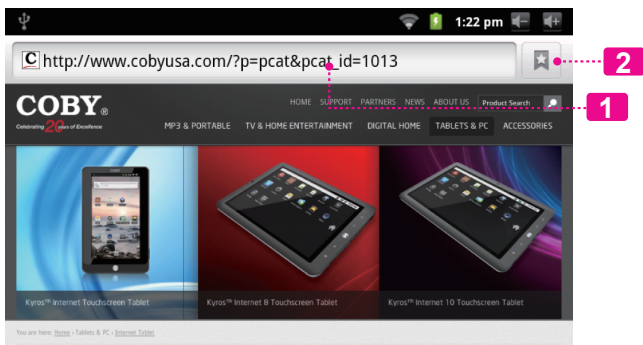 1:22 pm
C http://www.cobyusa.com/?p=pcat&pcat_id=1013
2
1
COBY®
Celebrating 20 years of Excellence
HOME SUPPORT PARTNERS NEWS ABOUT US Product Search
MP3 & PORTABLE TV & HOME ENTERTAINMENT DIGITAL HOME TABLETS & PC ACCESSORIES
Kyros™ Internet Touchscreen Tablet
Kyros™ Internet 8 Touchscreen Tablet
Kyros™ Internet 10 Touchscreen Tablet
You are here: Home › Tablets & PC › Internet Tablet